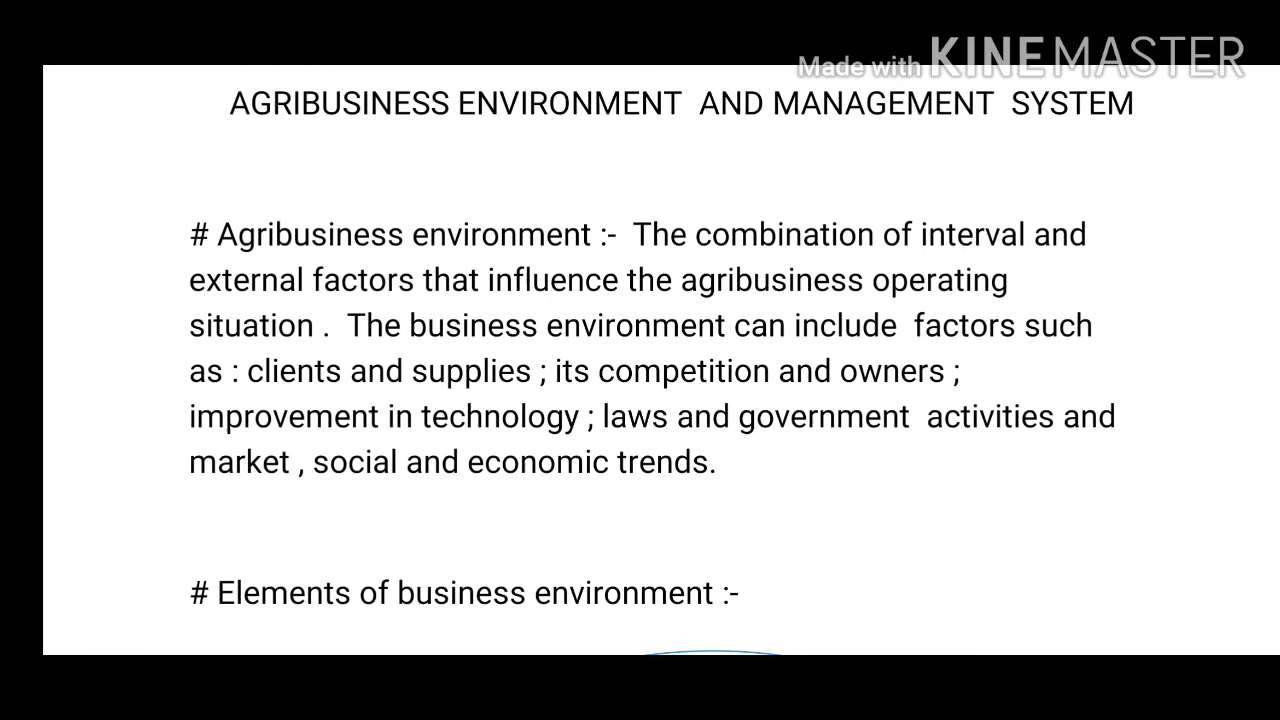 Made with KINEMASTER
AGRIBUSINESS ENVIRONMENT AND MANAGEMENT SYSTEM
# Agribusiness environment :- The combination of interval and
external factors that influence the agribusiness operating
situation . The business environment can include factors such
as : clients and supplies ; its competition and owners ;
improvement in technology ; laws and government activities and
market , social and economic trends.
# Elements of business environment :-